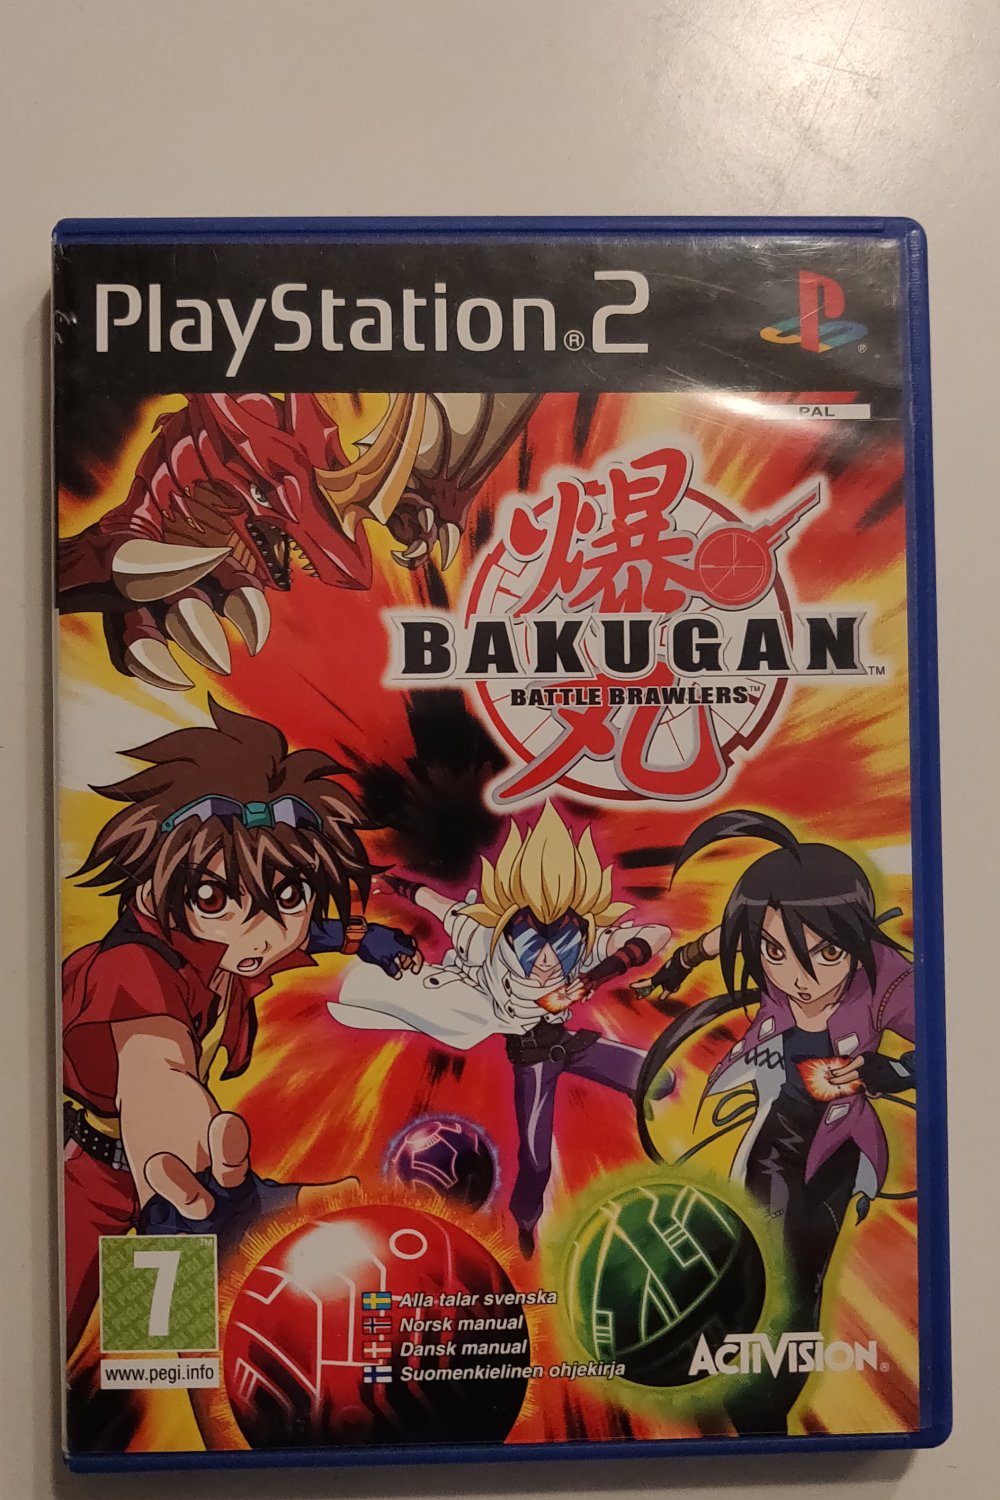 PlayStation®2
PAL
爆丸
BAKUGAN™
BATTLE BRAWLERS™
7
www.pegi.info
Alla talar svenska
Norsk manual
Dansk manual
Suomenkielinen ohjekirja
ACTIVISION®